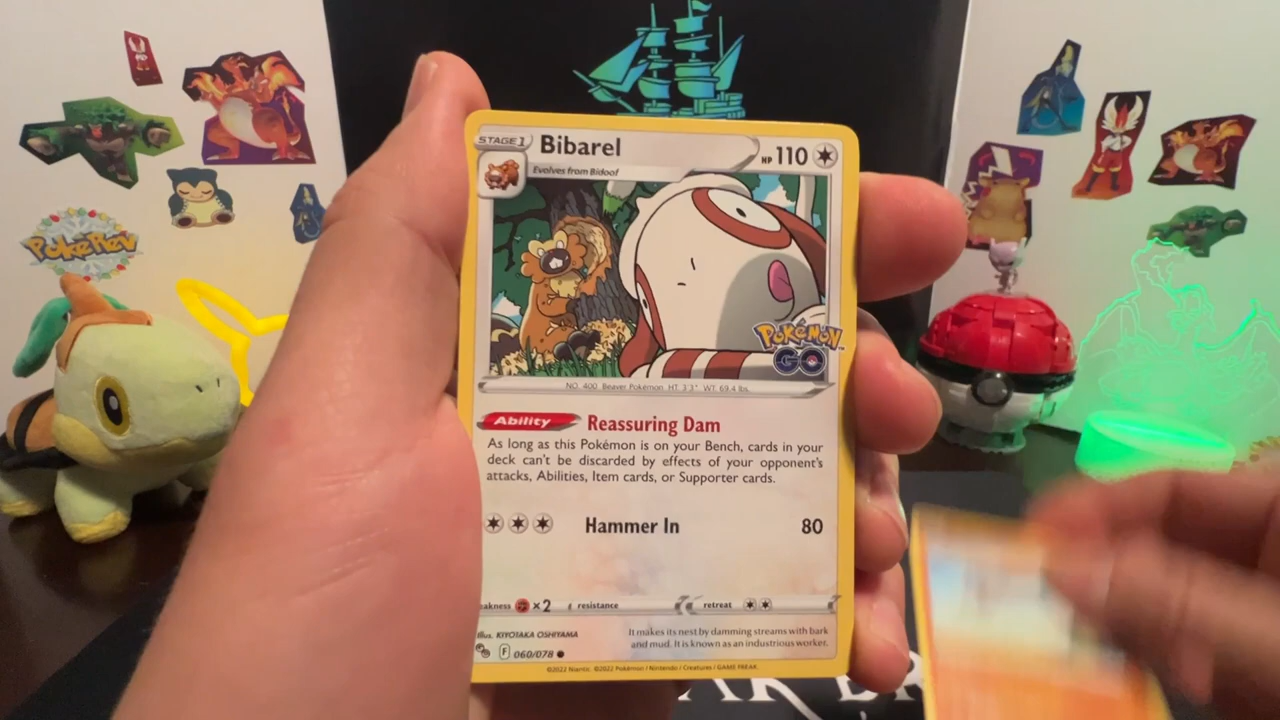 PokeRev
STAGE 1
Bibarel
HP 110
Evolves from Bidoof
Pokémon
GO
NO. 400 Beaver Pokémon HT. 3'3" WT. 69.4 lbs.
Ability Reassuring Dam
As long as this Pokémon is on your Bench, cards in your
deck can't be discarded by effects of your opponent's
attacks, Abilities, Item cards, or Supporter cards.
Hammer In 80
akness ×2 resistance retreat
Illus. KIYOTAKA OSHIYAMA
It makes its nest by damming streams with bark
and mud. It is known as an industrious worker.
F 060/078
©2022 Niantic ©2022 Pokémon / Nintendo / Creatures / GAME FREAK